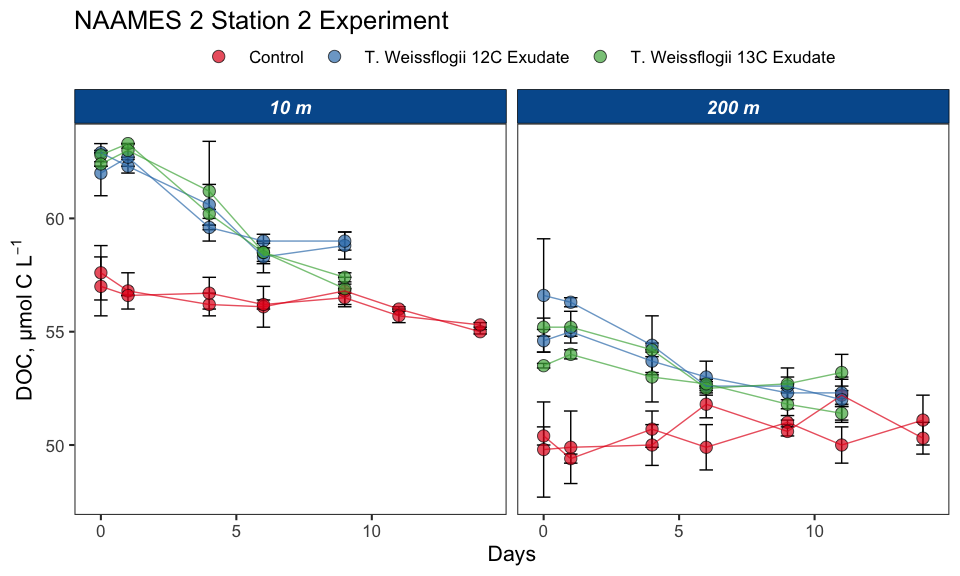 NAAMES 2 Station 2 Experiment
Control T. Weissflogii 12C Exudate T. Weissflogii 13C Exudate
10 m 200 m
DOC, μmol C L⁻¹
60
55
50
0 5 10 0 5 10
Days